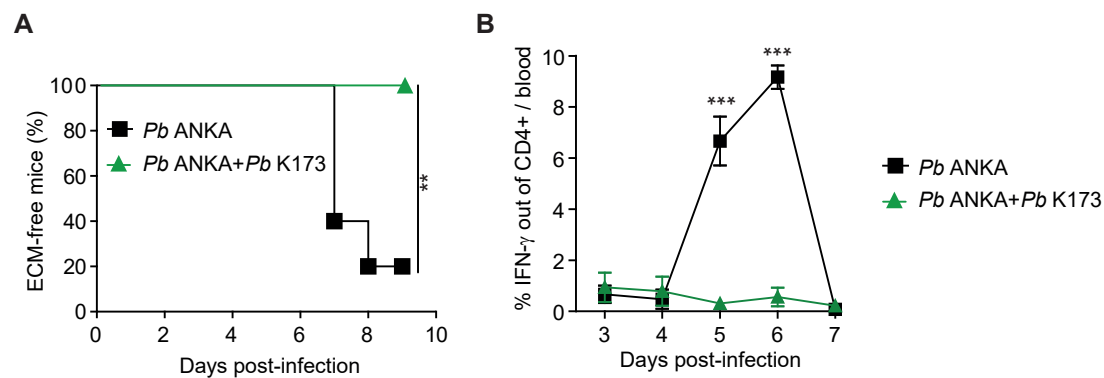 A
ECM-free mice (%)
100
80
60
40
20
0
Pb ANKA
Pb ANKA+Pb K173
**
0 2 4 6 8 10
Days post-infection
B
% IFN-γ out of CD4+ / blood
10
8
6
4
2
0
***
***
3 4 5 6 7
Days post-infection
Pb ANKA
Pb ANKA+Pb K173